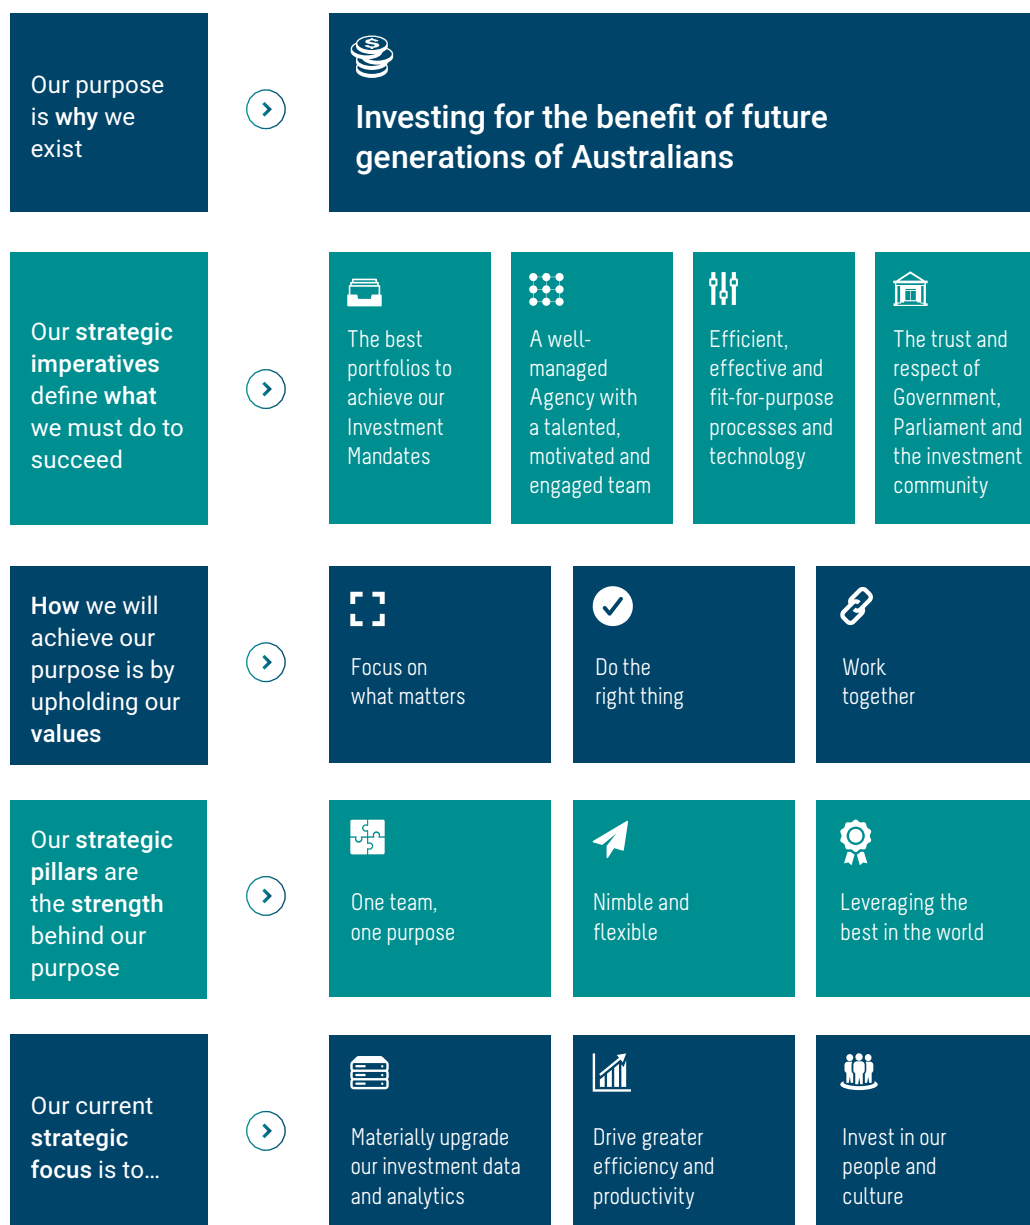 Our purpose
is why we
exist
Investing for the benefit of future
generations of Australians
Our strategic
imperatives
define what
we must do to
succeed
The best
portfolios to
achieve our
Investment
Mandates
A well-
managed
Agency with
a talented,
motivated and
engaged team
Efficient,
effective and
fit-for-purpose
processes and
technology
The trust and
respect of
Government,
Parliament and
the investment
community
How we will
achieve our
purpose is by
upholding our
values
Focus on
what matters
Do the
right thing
Work
together
Our strategic
pillars are
the strength
behind our
purpose
One team,
one purpose
Nimble and
flexible
Leveraging the
best in the world
Our current
strategic
focus is to…
Materially upgrade
our investment data
and analytics
Drive greater
efficiency and
productivity
Invest in our
people and
culture